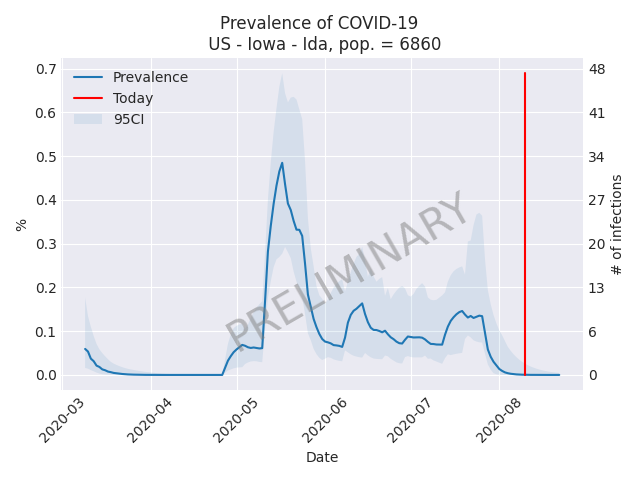 Prevalence of COVID-19
US - Iowa - Ida, pop. = 6860
Prevalence
Today
95CI
0.7
0.6
0.5
0.4
0.3
0.2
0.1
0.0
%
48
41
34
27
20
13
6
0
# of infections
PRELIMINARY
2020-03
2020-04
2020-05
2020-06
2020-07
2020-08
Date